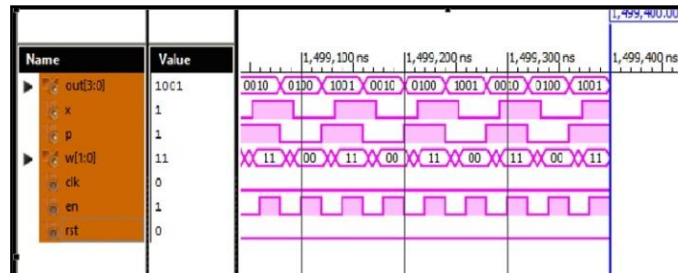 1,499,400.00
Name Value
1,499,100 ns 1,499,200 ns 1,499,300 ns 1,499,400 ns
out[3:0] 1001 0010 0100 1001 0010 0100 1001 0010 0100 1001
x 1
p 1
w[1:0] 11 11 00 11 00 11 00 11 00 11
clk 0
en 1
rst 0